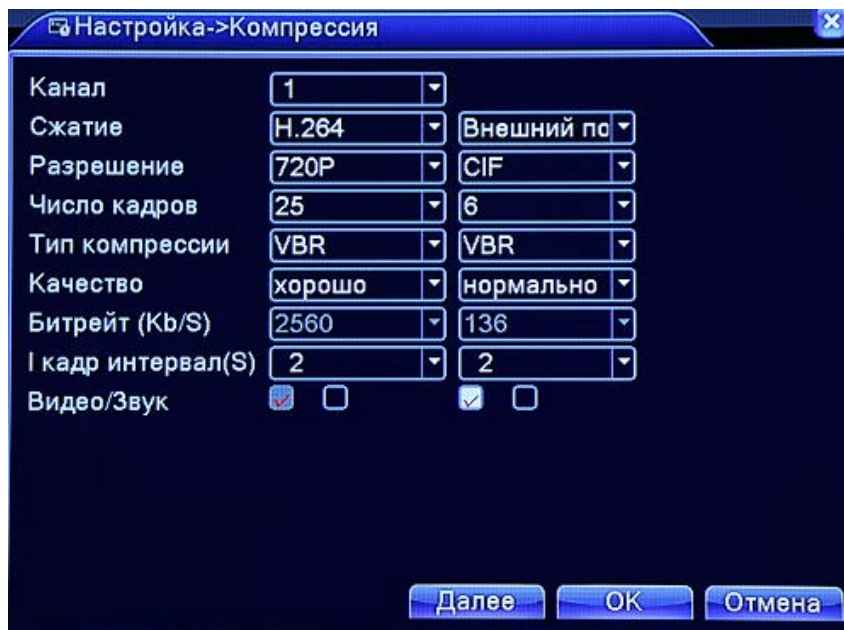 Настройка->Компрессия
Канал 1
Сжатие H.264 Внешний по
Разрешение 720P CIF
Число кадров 25 6
Тип компрессии VBR VBR
Качество хорошо нормально
Битрейт (Kb/S) 2560 136
I кадр интервал(S) 2 2
Видео/Звук
Далее OK Отмена